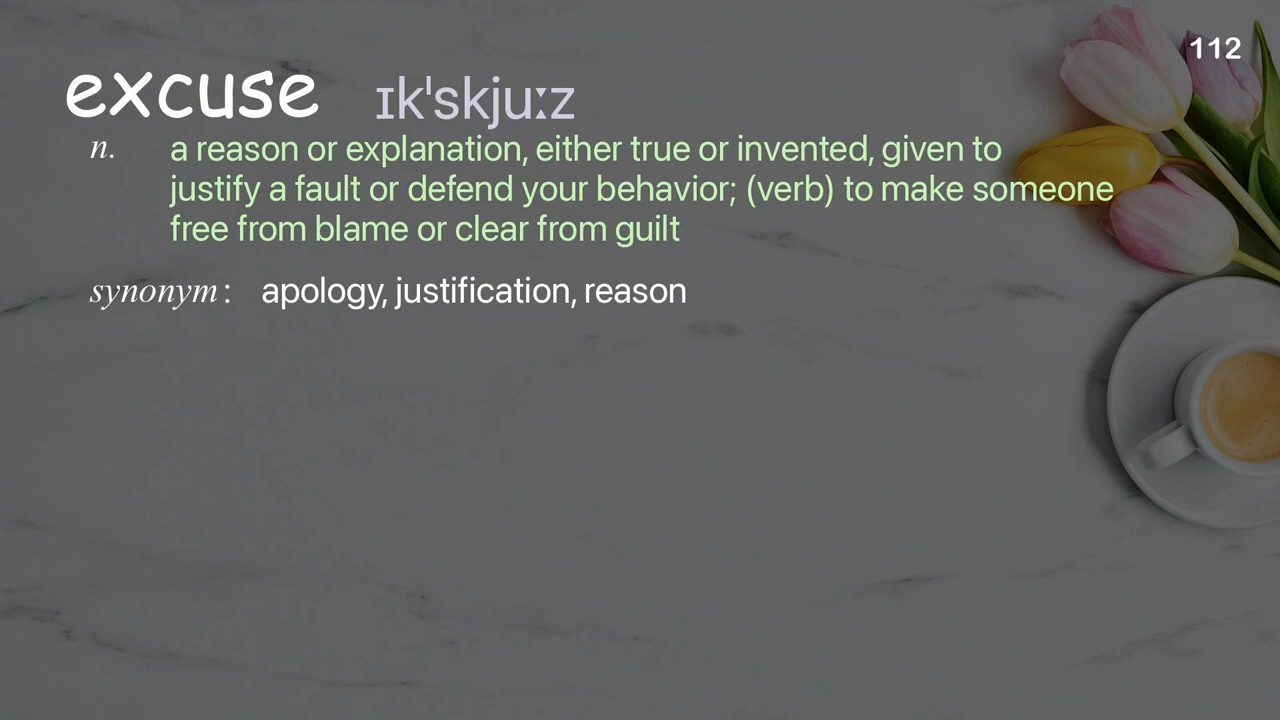 112
excuse ɪk'skjuːz
n. a reason or explanation, either true or invented, given to
justify a fault or defend your behavior; (verb) to make someone
free from blame or clear from guilt
synonym: apology, justification, reason